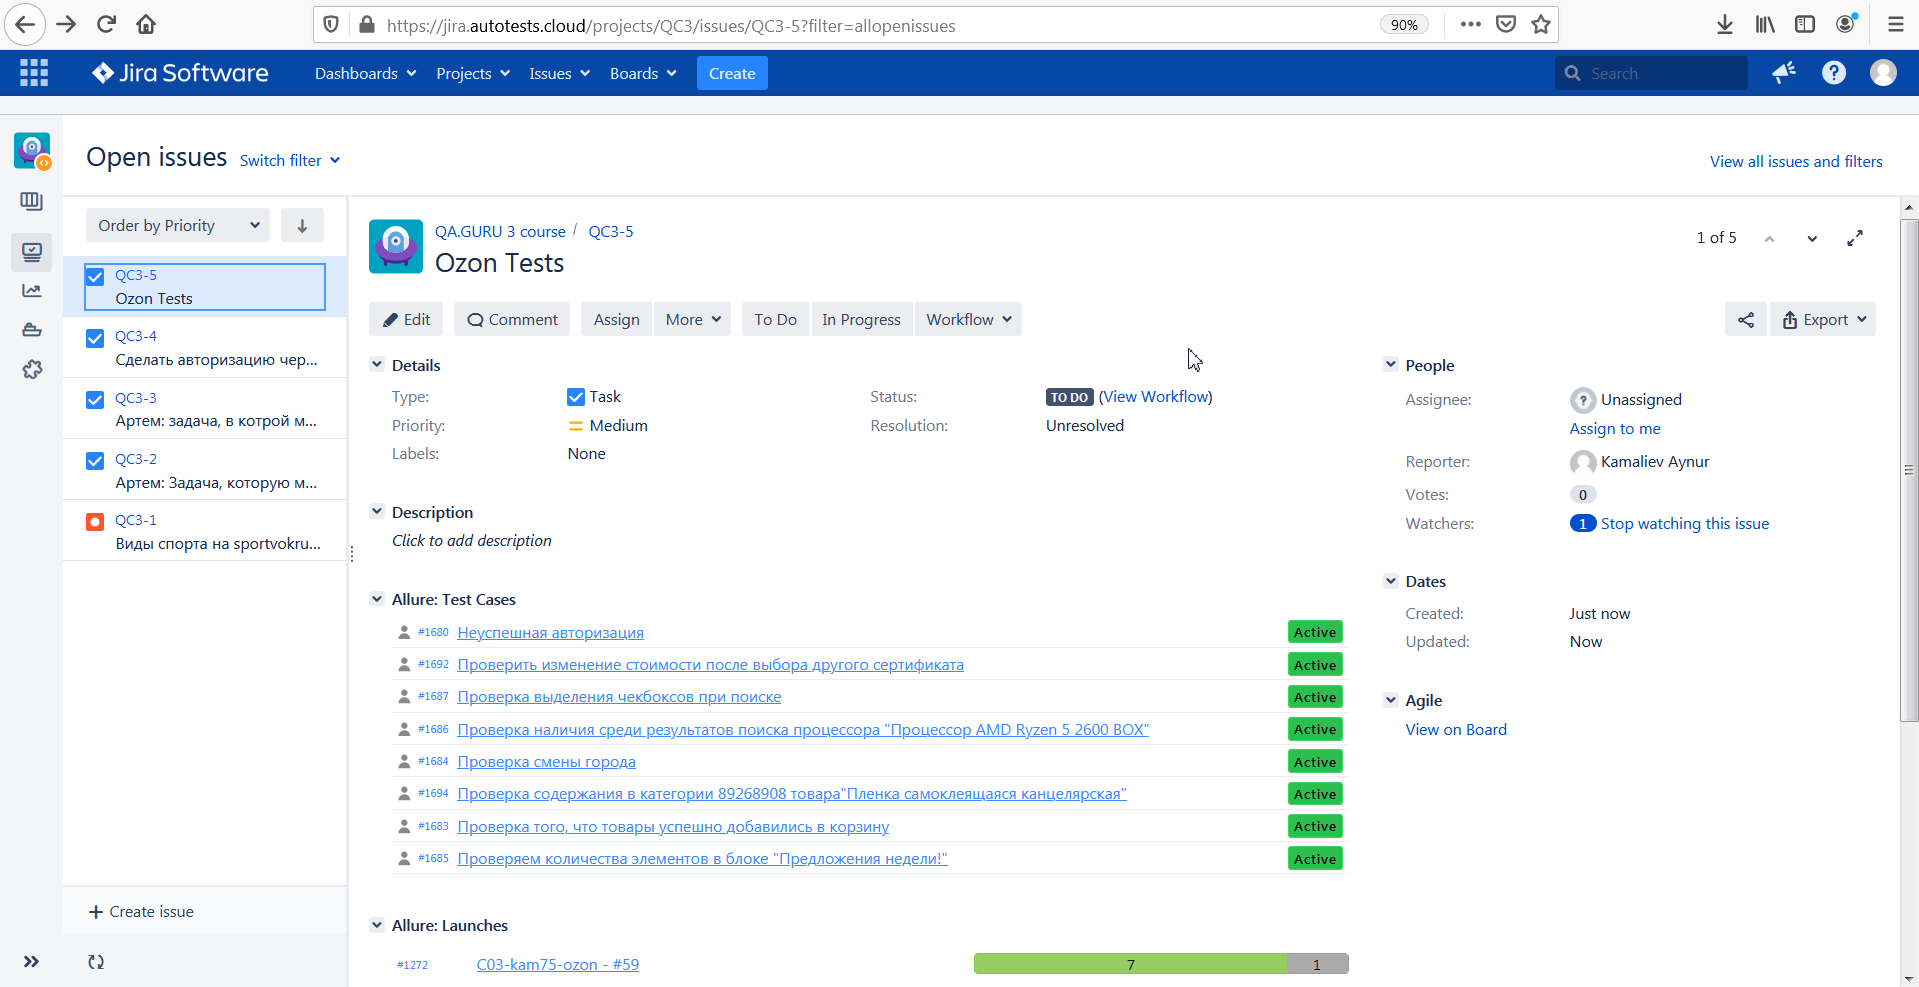 https://jira.autotests.cloud/projects/QC3/issues/QC3-5?filter=allopenissues
90%
Jira Software
Dashboards
Projects
Issues
Boards
Create
Search
Open issues
Switch filter
View all issues and filters
Order by Priority
QC3-5
Ozon Tests
QC3-4
Сделать авторизацию чер...
QC3-3
Артем: задача, в котрой м...
QC3-2
Артем: Задача, которую м...
QC3-1
Виды спорта на sportvokru...
Create issue
QA.GURU 3 course / QC3-5
Ozon Tests
1 of 5
Edit
Comment
Assign
More
To Do
In Progress
Workflow
Export
Details
Type: Task
Status: TO DO (View Workflow)
Priority: Medium
Resolution: Unresolved
Labels: None
Description
Click to add description
Allure: Test Cases
#1680 Неуспешная авторизация Active
#1692 Проверить изменение стоимости после выбора другого сертификата Active
#1687 Проверка выделения чекбоксов при поиске Active
#1686 Проверка наличия среди результатов поиска процессора "Процессор AMD Ryzen 5 2600 BOX" Active
#1684 Проверка смены города Active
#1694 Проверка содержания в категории 89268908 товара"Пленка самоклеящаяся канцелярская" Active
#1683 Проверка того, что товары успешно добавились в корзину Active
#1685 Проверяем количества элементов в блоке "Предложения недели!" Active
Allure: Launches
#1272 C03-kam75-ozon - #59 7 1
People
Assignee: Unassigned
Assign to me
Reporter: Kamaliev Aynur
Votes: 0
Watchers: 1 Stop watching this issue
Dates
Created: Just now
Updated: Now
Agile
View on Board